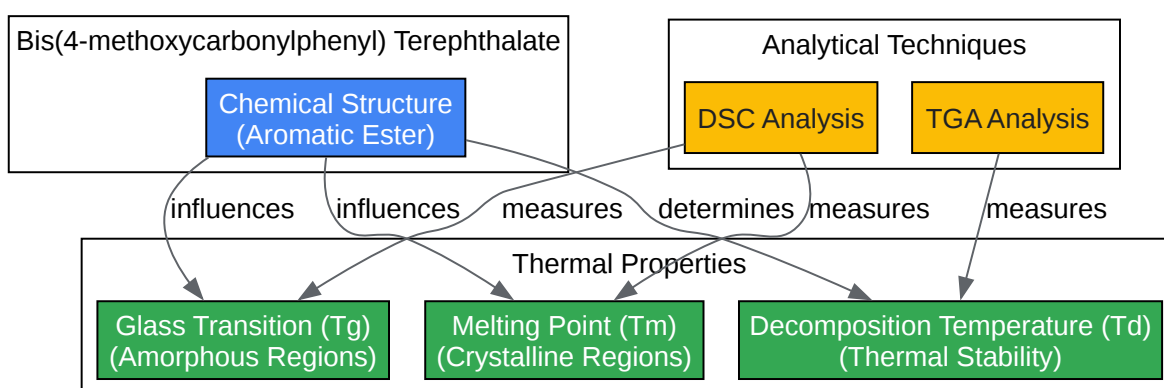 Bis(4-methoxycarbonylphenyl) Terephthalate
Analytical Techniques
Chemical Structure
(Aromatic Ester)
DSC Analysis
TGA Analysis
influences
influences
measures
determines
measures
measures
Thermal Properties
Glass Transition (Tg)
(Amorphous Regions)
Melting Point (Tm)
(Crystalline Regions)
Decomposition Temperature (Td)
(Thermal Stability)